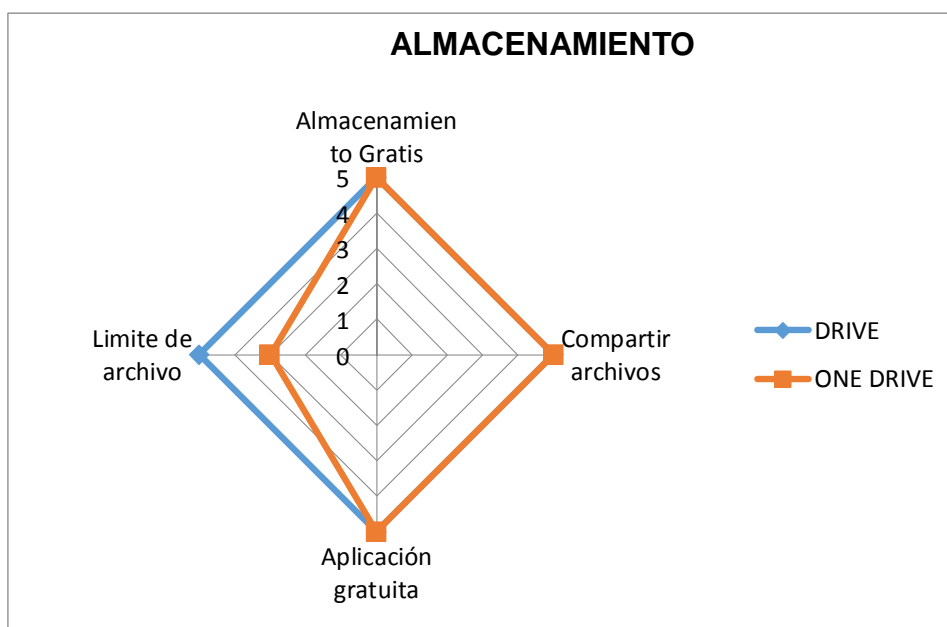 ALMACENAMIENTO
Almacenamien
to Gratis
5
4
3
2
1
0
Limite de
archivo
Compartir
archivos
Aplicación
gratuita
DRIVE
ONE DRIVE